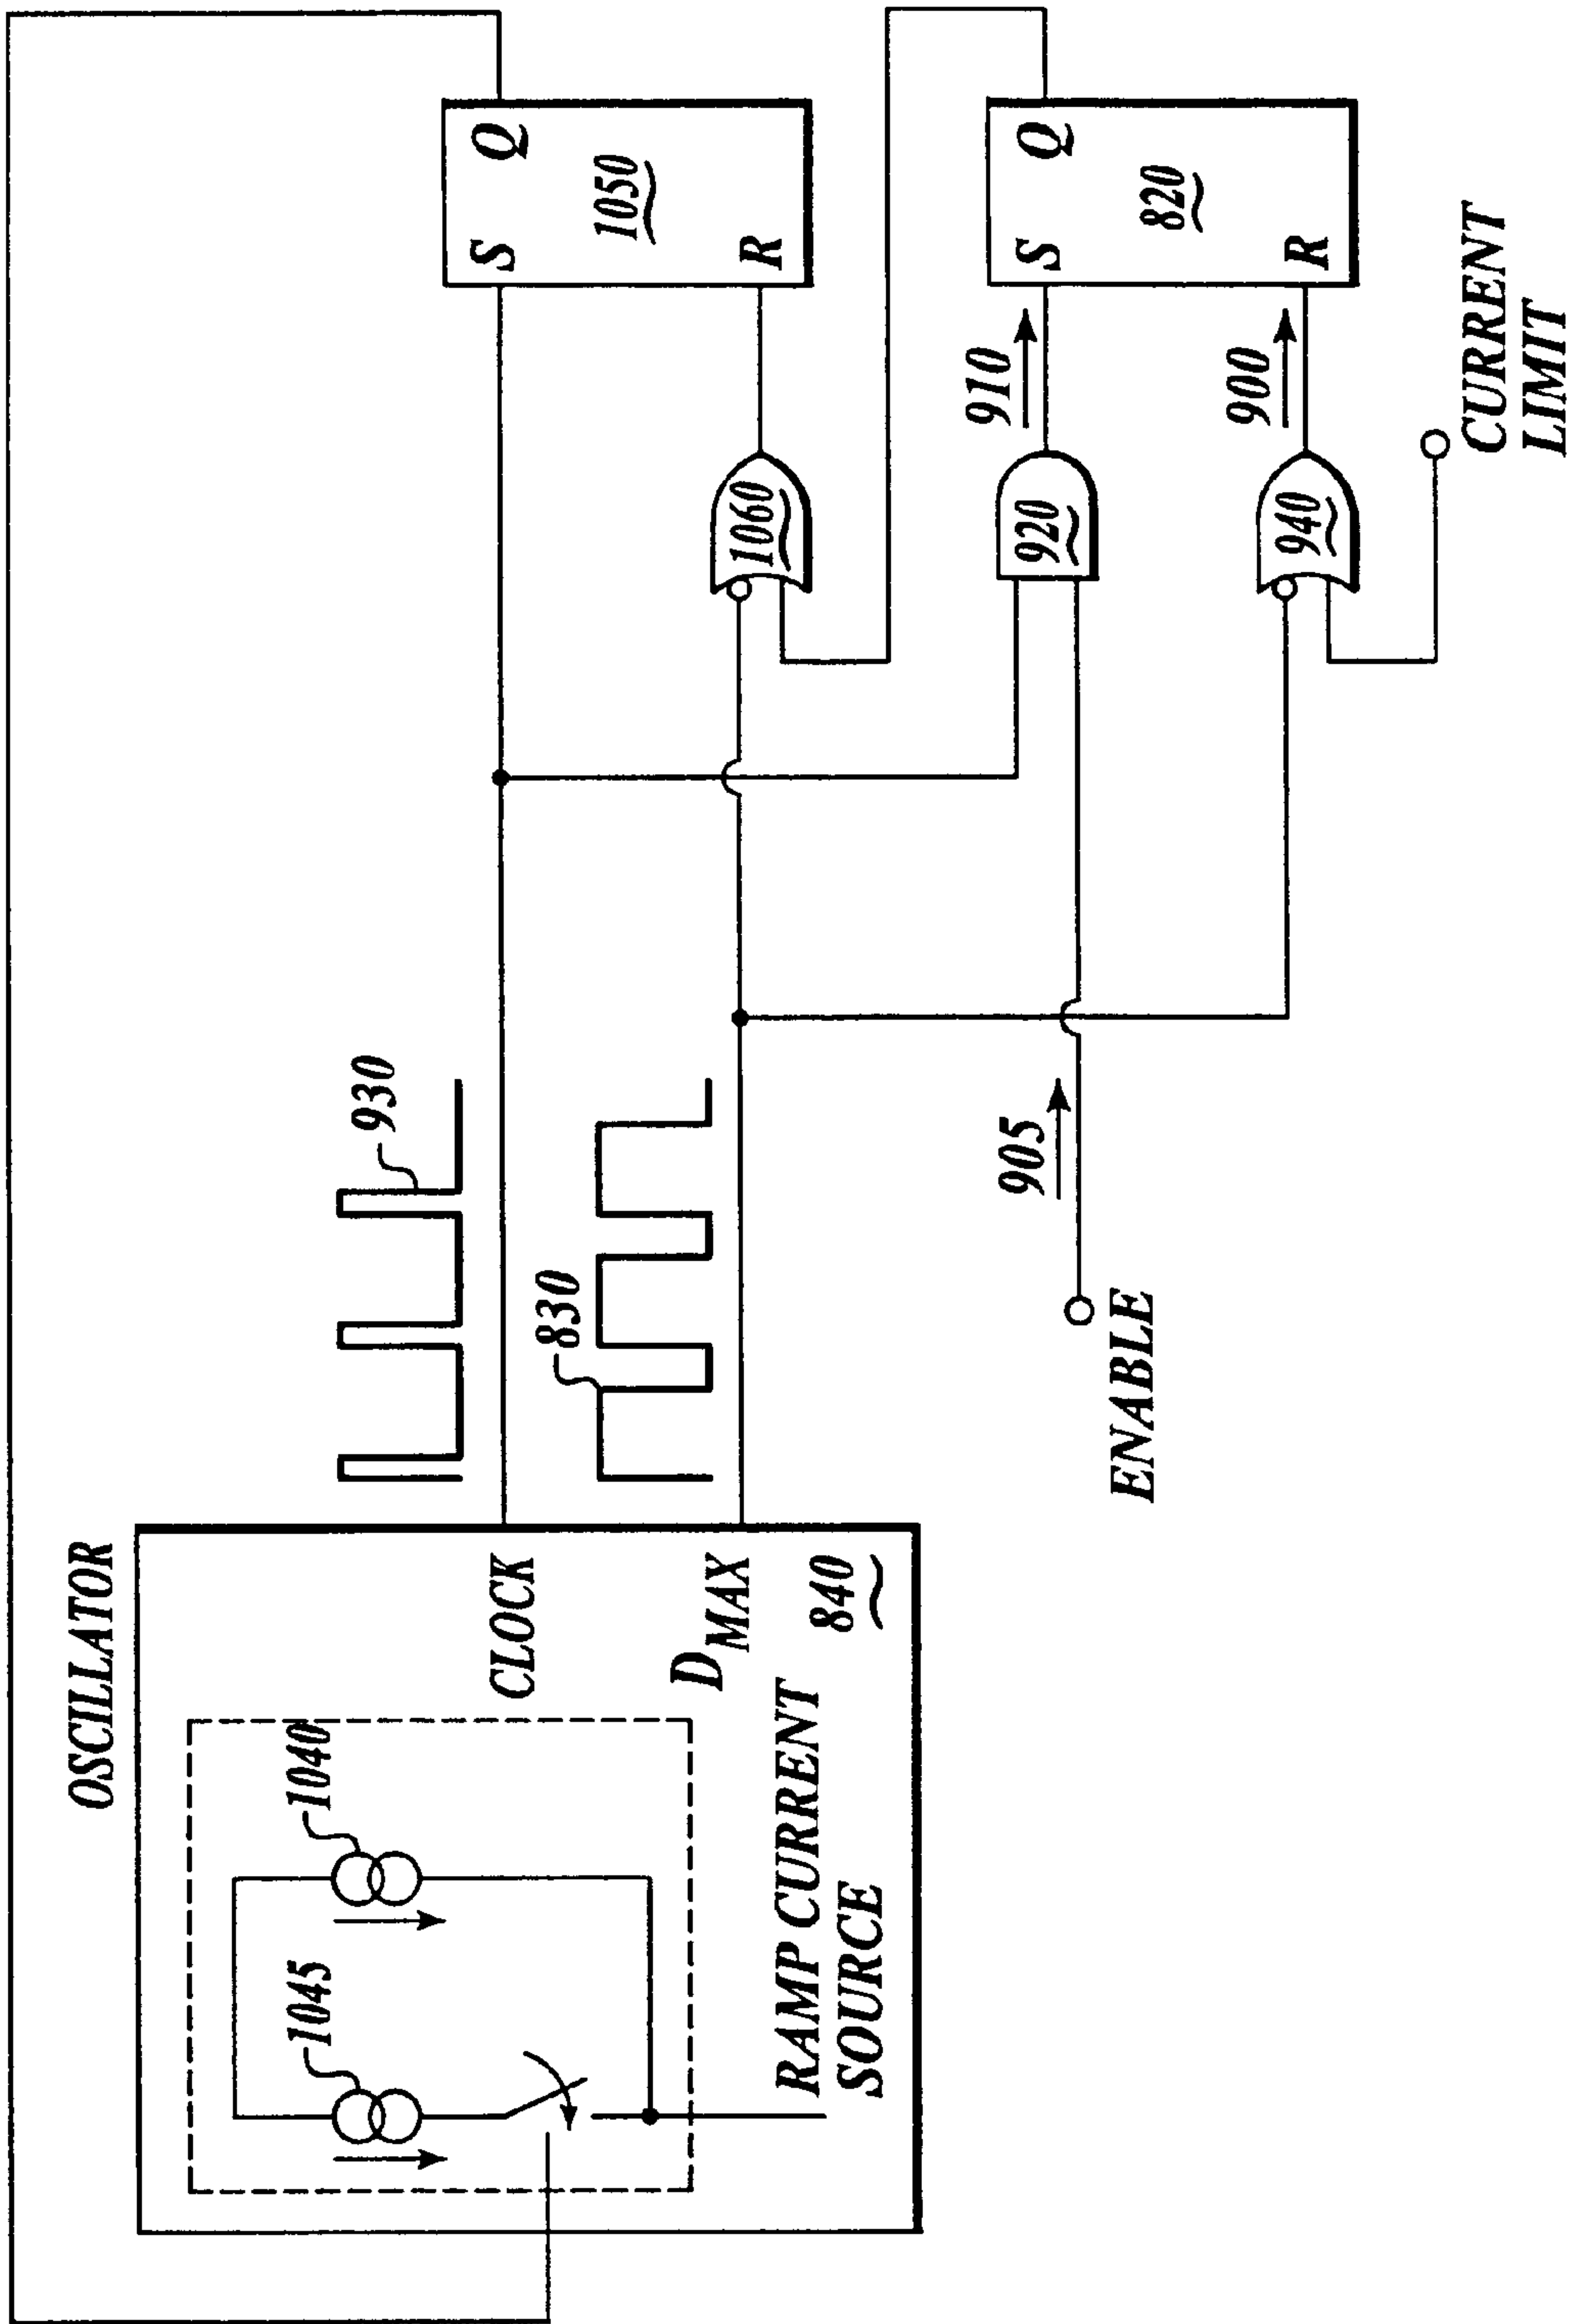 OSCILLATOR
1045
1040
CLOCK
D MAX
840
RAMP CURRENT
SOURCE
930
830
905
ENABLE
S
Q
1050
R
1060
910
920
S
Q
820
R
900
940
CURRENT
LIMIT